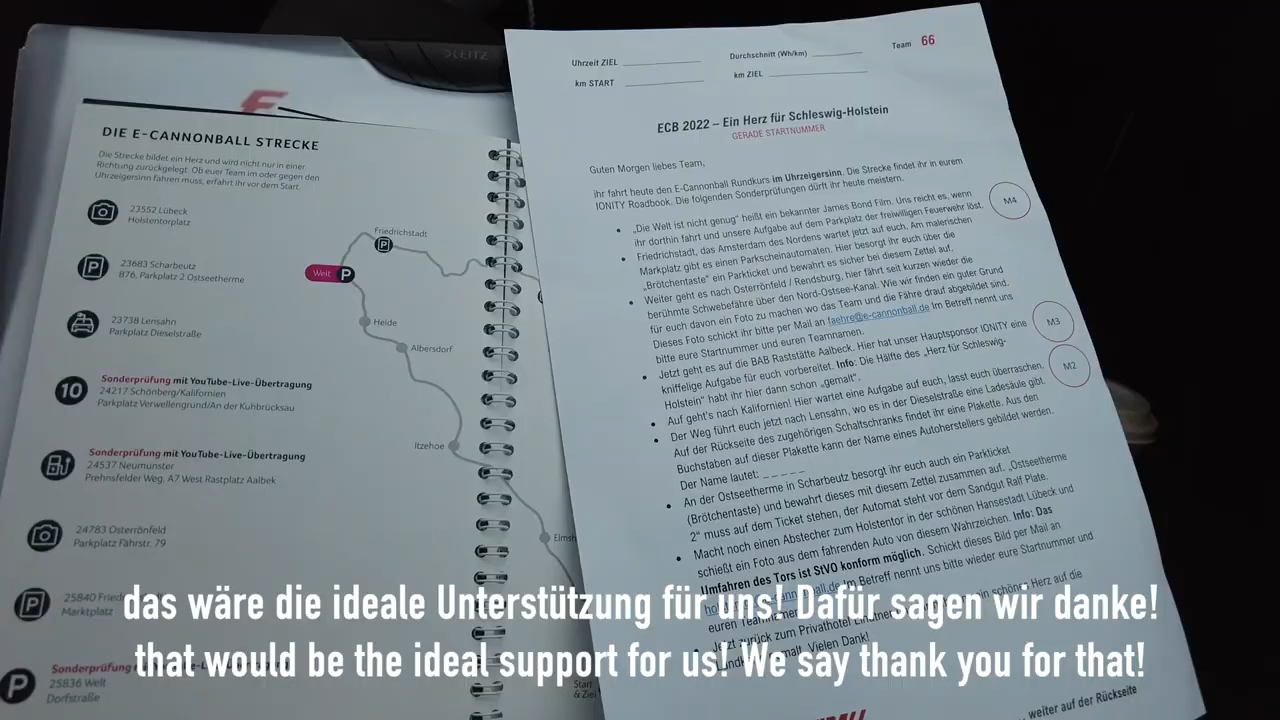 LEITZ
DIE E-CANNONBALL STRECKE
Die Strecke bildet ein Herz und wird nicht nur in einer
Richtung zurückgelegt. Ob euer Team im oder gegen den
Uhrzeigersinn fahren muss, erfahrt ihr vor dem Start.
23552 Lübeck
Holstentorplatz
23683 Scharbeutz
876, Parkplatz 2 Ostseetherme
23738 Lensahn
Parkplatz Dieselstraße
10
Sonderprüfung mit YouTube-Live-Übertragung
24217 Schönberg/Kalifornien
Parkplatz Verwellengrund/An der Kuhbrücksau
Sonderprüfung mit YouTube-Live-Übertragung
24537 Neumünster
Prehnsfelder Weg, A7 West Rastplatz Aalbek
24783 Osterrönfeld
Parkplatz Fährstr. 79
25840 Friedrichstadt
Marktplatz
Sonderprüfung
25836 Welt
Dorfstraße
Friedrichstadt
Welt
Heide
Albersdorf
Itzehoe
Elmsh
Start
& Ziel
Uhrzeit ZIEL
Durchschnitt (Wh/km)
Team 66
km START
km ZIEL
ECB 2022 – Ein Herz für Schleswig-Holstein
GERADE STARTNUMMER
Guten Morgen liebes Team,
ihr fahrt heute den E-Cannonball Rundkurs im Uhrzeigersinn. Die Strecke findet ihr in eurem
IONITY Roadbook. Die folgenden Sonderprüfungen dürft ihr heute meistern.
• „Die Welt ist nicht genug“ heißt ein bekannter James Bond Film. Uns reicht es, wenn
ihr dorthin fahrt und unsere Aufgabe auf dem Parkplatz der freiwilligen Feuerwehr löst.
M4
• Friedrichstadt, das Amsterdam des Nordens wartet jetzt auf euch. Am malerischen
Markplatz gibt es einen Parkscheinautomaten. Hier besorgt ihr euch über die
„Brötchentaste“ ein Parkticket und bewahrt es sicher bei diesem Zettel auf.
• Weiter geht es nach Osterrönfeld / Rendsburg, hier fährt seit kurzen wieder die
berühmte Schwebefähre über den Nord-Ostsee-Kanal. Wie wir finden ein guter Grund
für euch davon ein Foto zu machen wo das Team und die Fähre drauf abgebildet sind.
Dieses Foto schickt ihr bitte per Mail an faehre@e-cannonball.de Im Betreff nennt uns
bitte eure Startnummer und euren Teamnamen.
• Jetzt geht es auf die BAB Raststätte Aalbeck. Hier hat unser Hauptsponsor IONITY eine
kniffelige Aufgabe für euch vorbereitet. Info: Die Hälfte des „Herz für Schleswig-
Holstein“ habt ihr hier dann schon „gemalt“.
M3
• Auf geht's nach Kalifornien! Hier wartet eine Aufgabe auf euch, lasst euch überraschen.
M2
• Der Weg führt euch jetzt nach Lensahn, wo es in der Dieselstraße eine Ladesäule gibt.
Auf der Rückseite des zugehörigen Schaltschranks findet ihr eine Plakette. Aus den
Buchstaben auf dieser Plakette kann der Name eines Autoherstellers gebildet werden.
Der Name lautet: _ _ _ _ _
• An der Ostseetherme in Scharbeutz besorgt ihr euch auch ein Parkticket
(Brötchentaste) und bewahrt dieses mit diesem Zettel zusammen auf. „Ostseetherme
2“ muss auf dem Ticket stehen, der Automat steht vor dem Sandgut Ralf Plate.
• Macht noch einen Abstecher zum Holstentor in der schönen Hansestadt Lübeck und
schießt ein Foto aus dem fahrenden Auto von diesem Wahrzeichen. Info: Das
Umfahren des Tors ist StVO konform möglich. Schickt dieses Bild per Mail an
cannonball.de Im Betreff nennt uns bitte wieder eure Startnummer und
euren Teamnamen
Jetzt zurück zum Privathotel ein schönes Herz auf die
malt. Vielen Dank!
weiter auf der Rückseite
das wäre die ideale Unterstützung für uns! Dafür sagen wir danke!
that would be the ideal support for us! We say thank you for that!